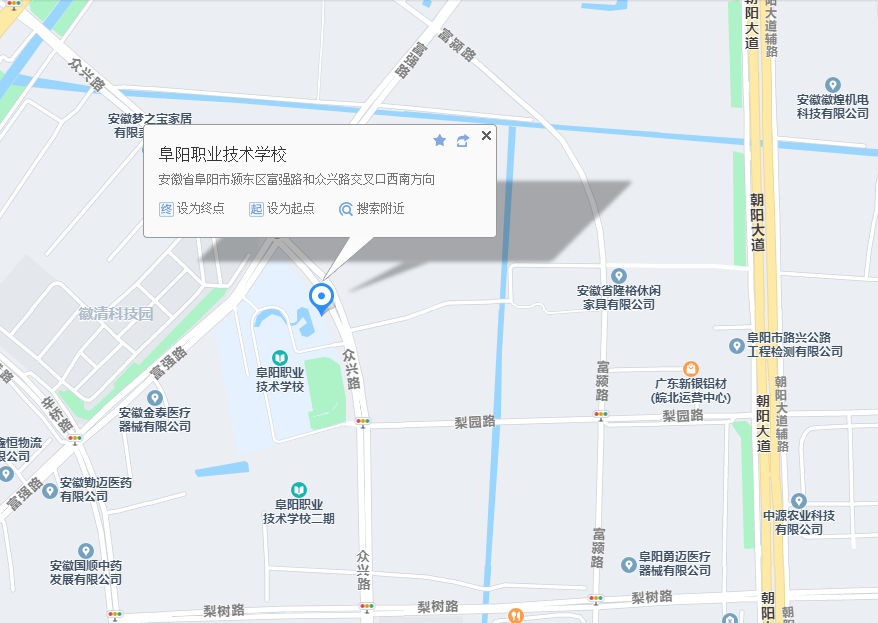 朝阳大道
朝阳大道辅路
富颍路
富强路
众兴路
安徽徽煌机电
科技有限公司
安徽梦之宝家居
阜阳职业技术学校
安徽省阜阳市颍东区富强路和众兴路交叉口西南方向
终 设为终点
起 设为起点
搜索附近
朝阳大道
安徽省隆裕休闲
家具有限公司
徽清科技园
阜阳市路兴公路
工程检测有限公司
富强路
众兴路
阜阳职业
技术学校
富颍路
广东新银铝材
(皖北运营中心)
朝阳大道
朝阳大道辅路
辛桥路
安徽金泰医疗
器械有限公司
梨园路
梨园路
鑫恒物流
限公司
安徽勤迈医药
有限公司
富强路
阜阳职业
技术学校二期
中源农业科技
有限公司
富颍路
众兴路
安徽国顺中药
发展有限公司
阜阳勇迈医疗
器械有限公司
梨树路
梨树路
梨树路
朝阳